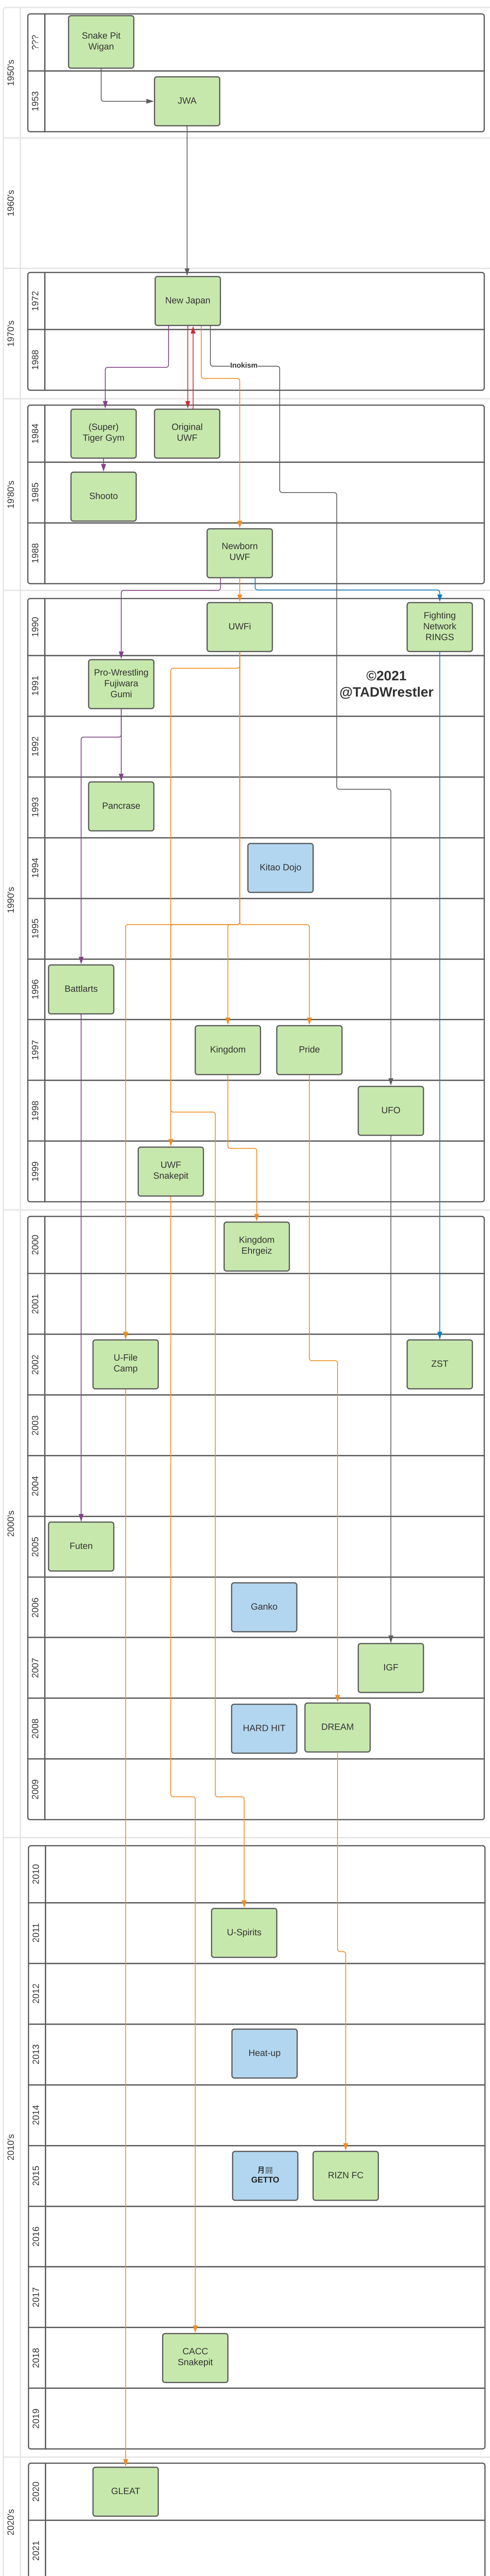 1950's
???
Snake Pit
Wigan
1953
JWA
1960's
1970's
1972
New Japan
1988
Inokism
19'80's
1984
(Super)
Tiger Gym
Original
UWF
1985
Shooto
1988
Newborn
UWF
1990's
1990
UWFi
Fighting
Network
RINGS
1991
Pro-Wrestling
Fujiwara
Gumi
©2021
@TADWrestler
1992
1993
Pancrase
1994
Kitao Dojo
1995
1996
Battlarts
1997
Kingdom
Pride
1998
UFO
1999
UWF
Snakepit
2000's
2000
Kingdom
Ehrgeiz
2001
2002
U-File
Camp
ZST
2003
2004
2005
Futen
2006
Ganko
2007
IGF
2008
HARD HIT
DREAM
2009
2010's
2010
2011
U-Spirits
2012
2013
Heat-up
2014
2015
月闘
GETTO
RIZN FC
2016
2017
2018
CACC
Snakepit
2019
2020's
2020
GLEAT
2021